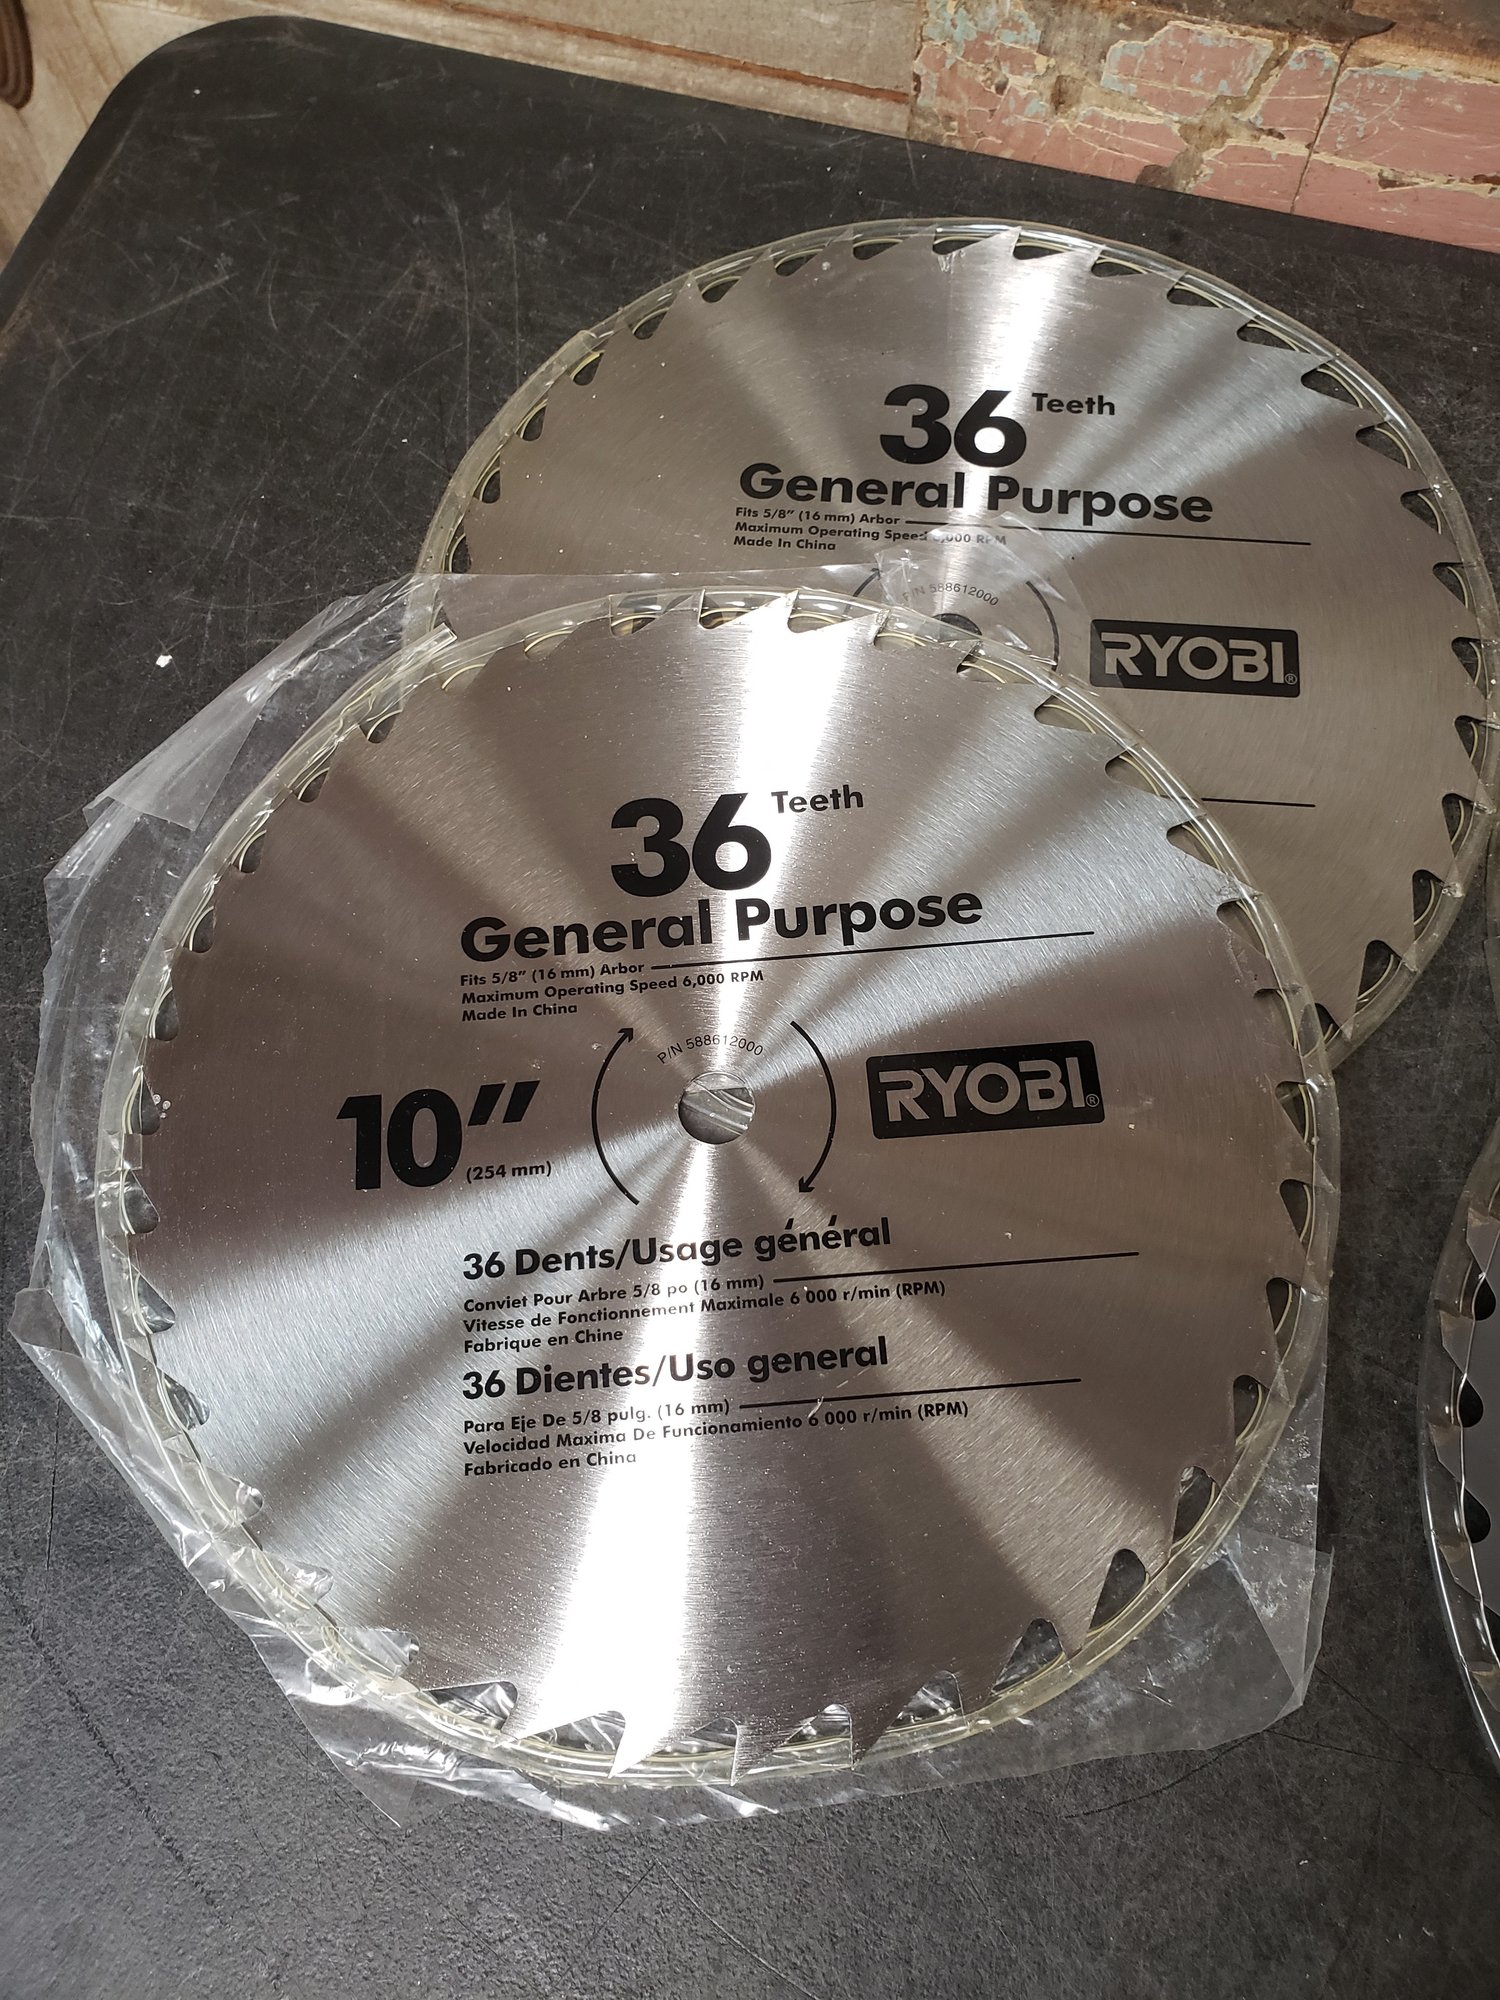 36 Teeth
General Purpose
Fits 5/8" (16 mm) Arbor
Maximum Operating Speed 6,000 RPM
Made In China
P/N 588612000
RYOBI®
36 Teeth
General Purpose
Fits 5/8" (16 mm) Arbor
Maximum Operating Speed 6,000 RPM
Made In China
P/N 588612000
10"
(254 mm)
RYOBI®
36 Dents/Usage général
Conviet Pour Arbre 5/8 po (16 mm)
Vitesse de Fonctionnement Maximale 6 000 r/min (RPM)
Fabrique en Chine
36 Dientes/Uso general
Para Eje De 5/8 pulg. (16 mm)
Velocidad Maxima De Funcionamiento 6 000 r/min (RPM)
Fabricado en China